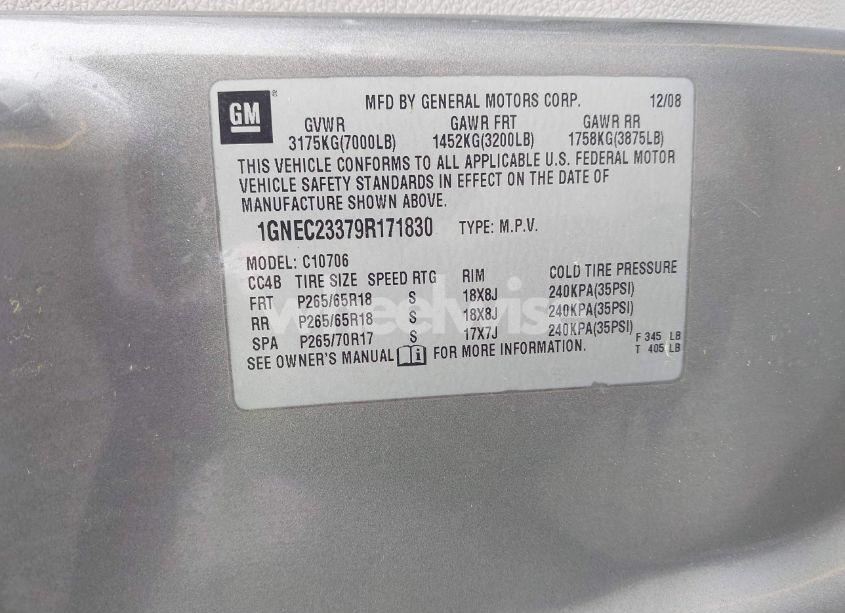 GM
MFD BY GENERAL MOTORS CORP. 12/08
GVWR GAWR FRT GAWR RR
3175KG(7000LB) 1452KG(3200LB) 1758KG(3875LB)
THIS VEHICLE CONFORMS TO ALL APPLICABLE U.S. FEDERAL MOTOR
VEHICLE SAFETY STANDARDS IN EFFECT ON THE DATE OF
MANUFACTURE SHOWN ABOVE.
1GNEC23379R171830 TYPE: M.P.V.
MODEL: C10706
CC4B TIRE SIZE SPEED RTG RIM COLD TIRE PRESSURE
FRT P265/65R18 S 18X8J 240KPA(35PSI)
RR P265/65R18 S 18X8J 240KPA(35PSI)
SPA P265/70R17 S 17X7J 240KPA(35PSI) F 345 LB
SEE OWNER'S MANUAL FOR MORE INFORMATION. T 405 LB